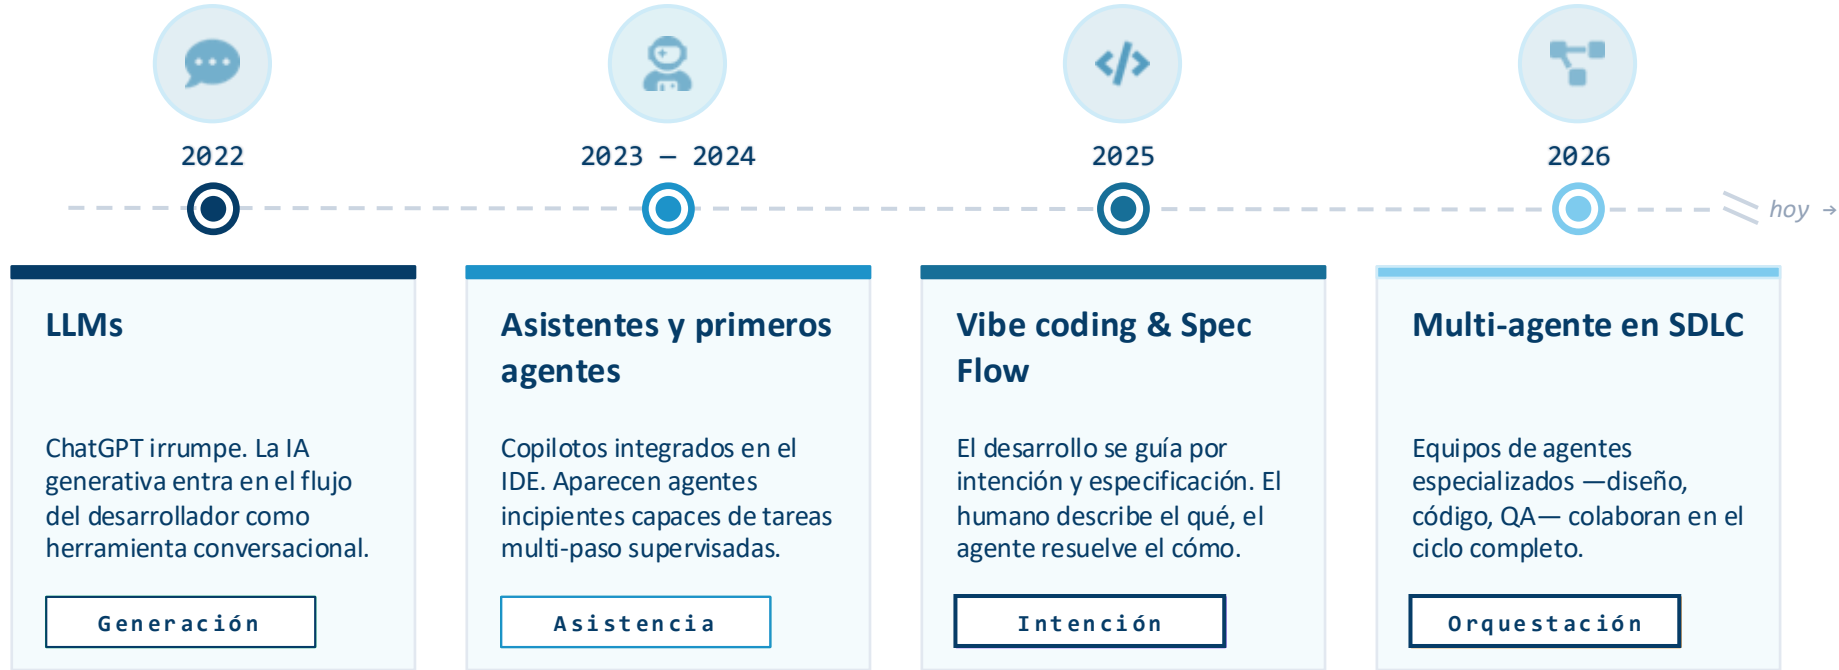 2022
2023 – 2024
2025
2026
hoy →
LLMs
ChatGPT irrumpe. La IA
generativa entra en el flujo
del desarrollador como
herramienta conversacional.
Generación
Asistentes y primeros
agentes
Copilotos integrados en el
IDE. Aparecen agentes
incipientes capaces de tareas
multi-paso supervisadas.
Asistencia
Vibe coding & Spec
Flow
El desarrollo se guía por
intención y especificación. El
humano describe el qué, el
agente resuelve el cómo.
Intención
Multi-agente en SDLC
Equipos de agentes
especializados —diseño,
código, QA— colaboran en el
ciclo completo.
Orquestación